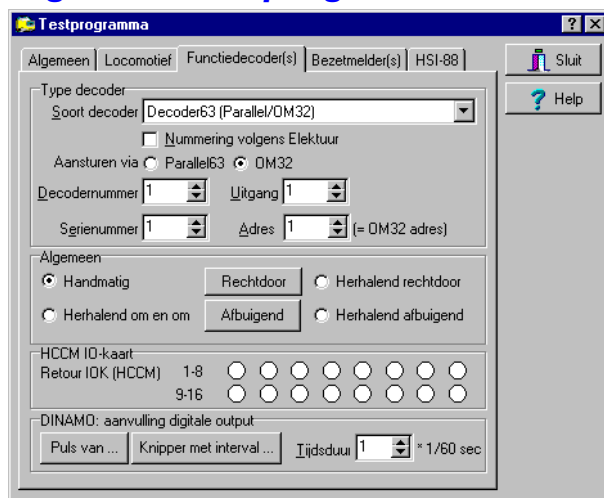 Testprogramma
Algemeen Locomotief Functiedecoder(s) Bezetmelder(s) HSI-88
Sluit
Help
Type decoder
Soort decoder Decoder63 (Parallel/OM32)
Nummering volgens Elektuur
Aansturen via Parallel63 OM32
Decodernummer 1 Uitgang 1
Serienummer 1 Adres 1 (= OM32 adres)
Algemeen
Handmatig Rechtdoor Herhalend rechtdoor
Herhalend om en om Afbuigend Herhalend afbuigend
HCCM IO-kaart
Retour IOK (HCCM) 1-8
9-16
DINAMO: aanvulling digitale output
Puls van ... Knipper met interval ... Tijdsduur 1 * 1/60 sec